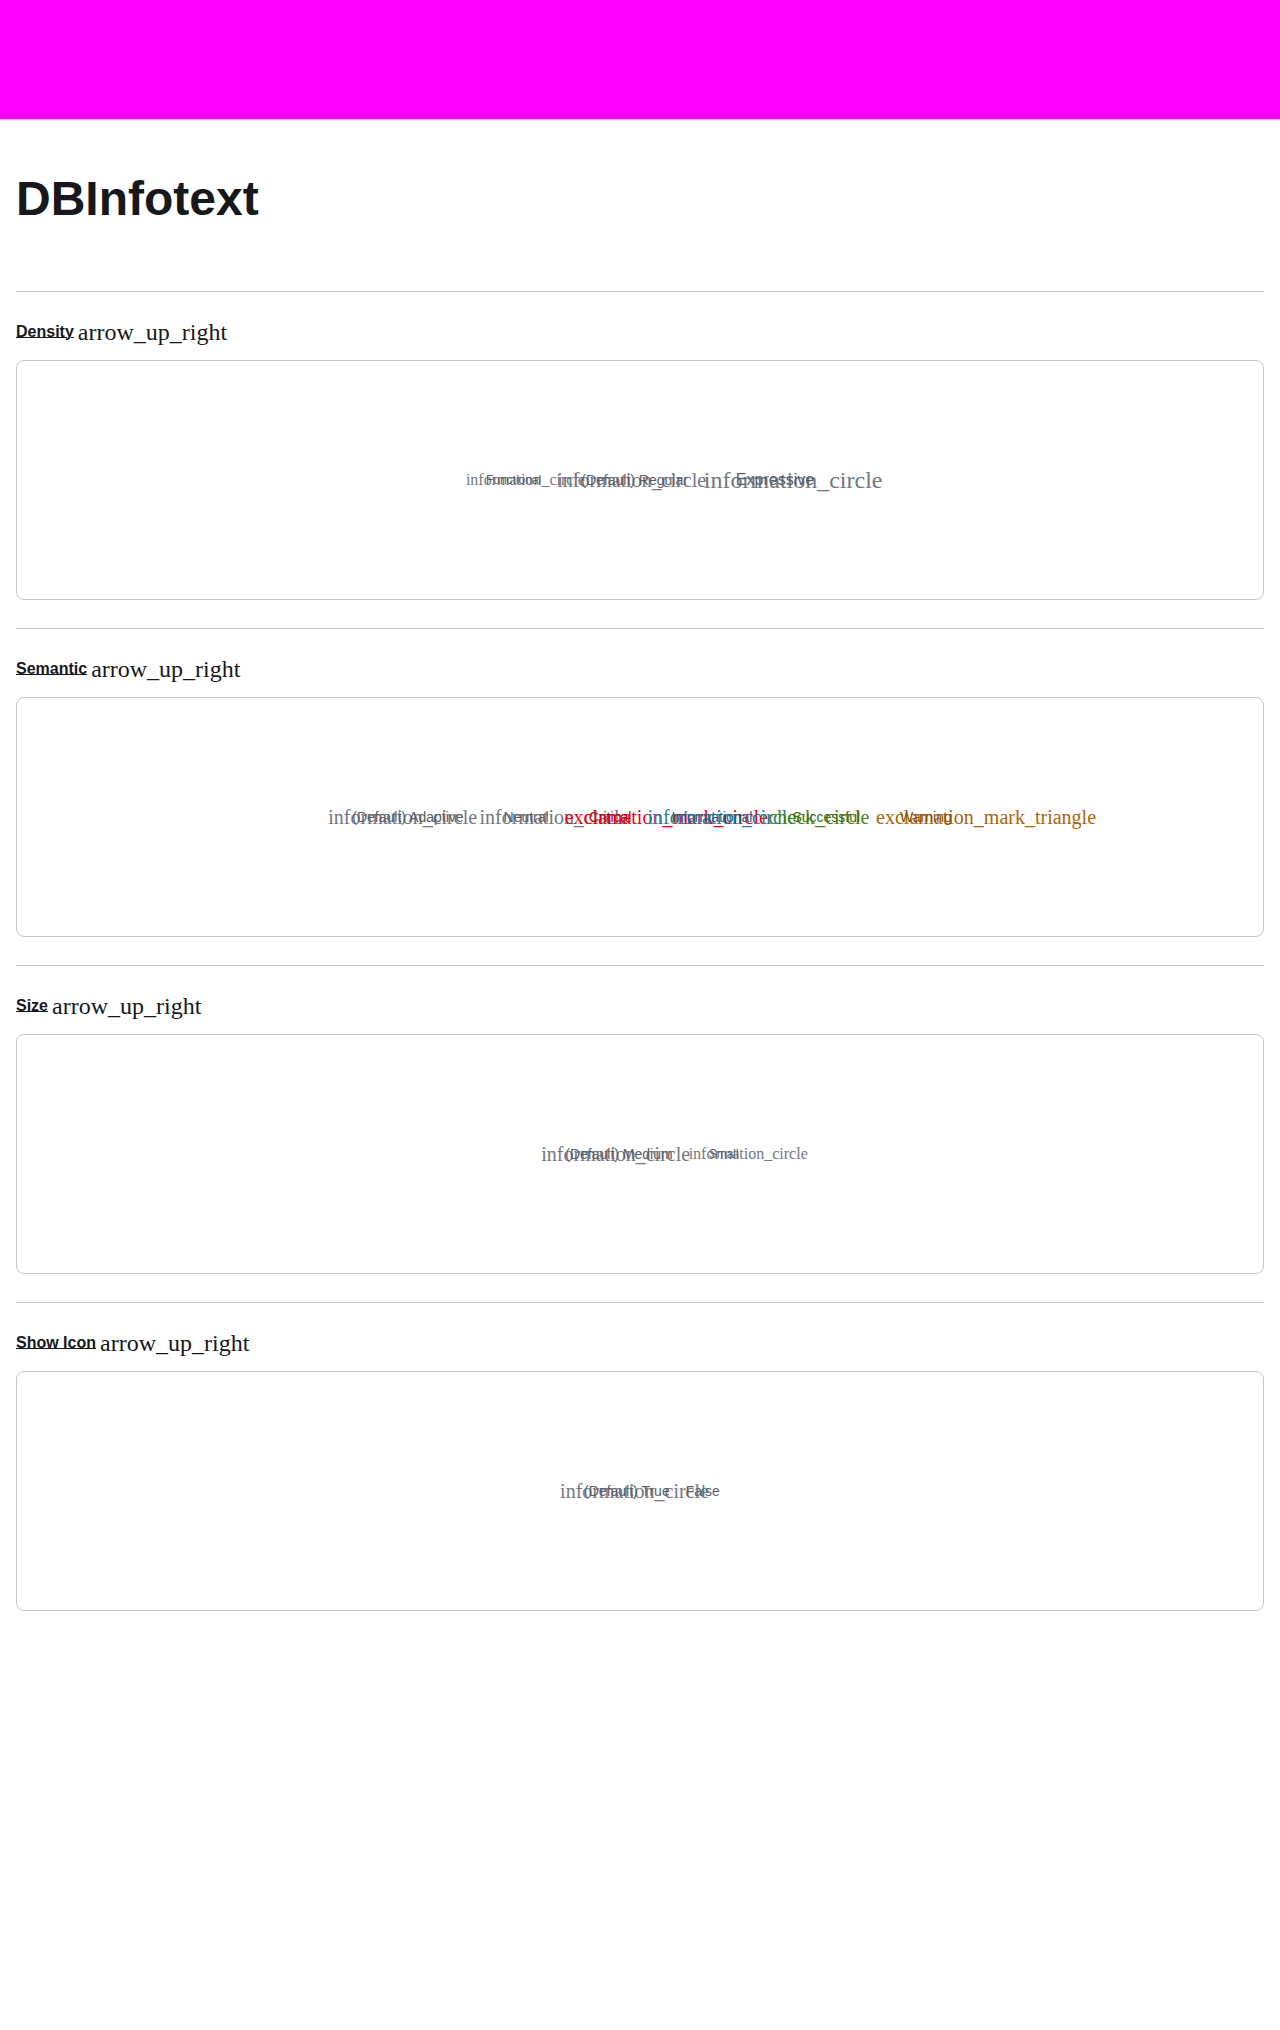 DBInfotext
Density arrow_up_right
information_circle Functional information_circle (Default) Regular information_circle Expressive
Semantic arrow_up_right
information_circle (Default) Adaptive information_circle Neutral exclamation_mark_circle Critical information_circle Informational check_circle Successful exclamation_mark_triangle Warning
Size arrow_up_right
information_circle (Default) Medium information_circle Small
Show Icon arrow_up_right
information_circle (Default) True False